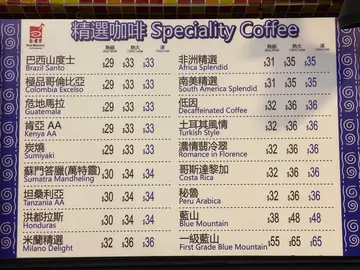 精選咖啡 Speciality Coffee
熱細 熱大 凍
巴西山度士 $29 $33 $33
Brazil Santo
極品哥倫比亞 $29 $33 $33
Colombia Excelso
危地馬拉 $29 $33 $33
Guatemala
肯亞 AA $29 $33 $33
Kenya AA
炭燒 $29 $33 $33
Sumiyaki
蘇門答臘(萬特靈) $30 $34 $34
Sumatra Mandheling
坦桑利亞 $30 $34 $34
Tanzania AA
洪都拉斯 $30 $34 $34
Honduras
米蘭精選 $32 $36 $36
Milano Delight
熱細 熱大 凍
非洲精選 $31 $35 $35
Africa Splendid
南美精選 $31 $35 $35
South America Splendid
低因 $32 $36 $36
Decaffeinated Coffee
土耳其風情 $32 $36 $36
Turkish Style
濃情翡冷翠 $32 $36 $36
Romance in Florence
哥斯達黎加 $32 $36 $36
Costa Rica
秘魯 $32 $36 $36
Peru Arabica
藍山 $38 $48 $48
Blue Mountain
一級藍山 $55 $65 $65
First Grade Blue Mountain